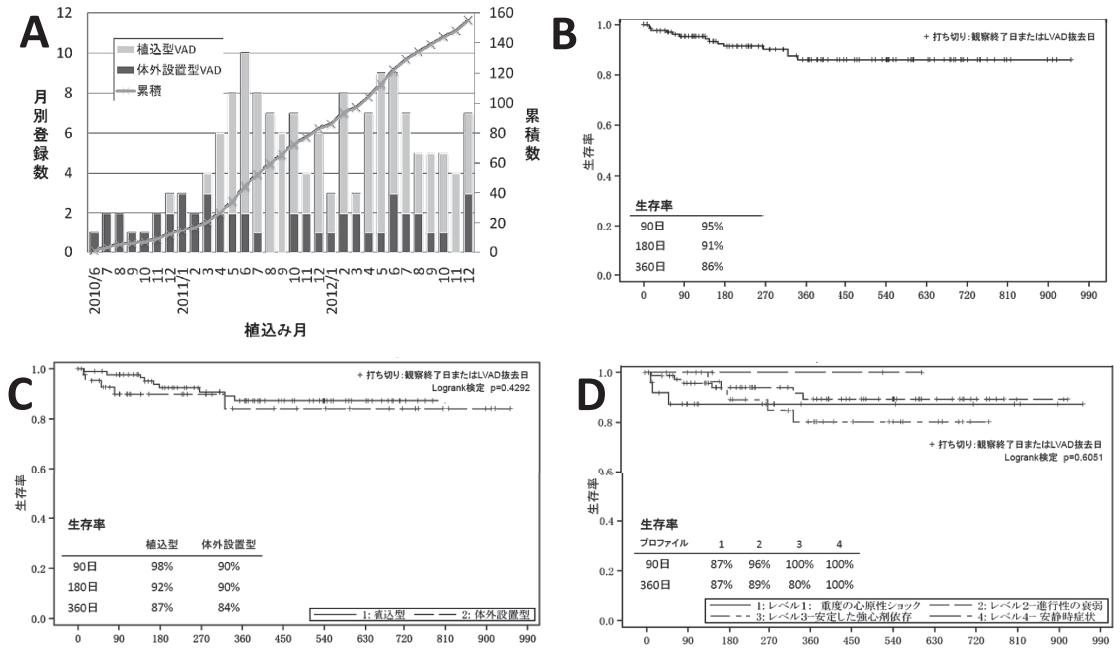 A
12
10
8
6
4
2
0
160
140
120
100
80
60
40
20
0
植込型VAD
体外設置型VAD
累積
月別登録数
累積数
2010/6
7
8
9
10
11
12
2011/1
2
3
4
5
6
7
8
9
10
11
12
2012/1
2
3
4
5
6
7
8
9
10
11
12
植込み月
B
+ 打ち切り:観察終了日またはLVAD抜去日
1.0
0.8
0.6
0.4
0.2
0.0
生存率
生存率
90日 95%
180日 91%
360日 86%
0 90 180 270 360 450 540 630 720 810 900 990
C
+ 打ち切り:観察終了日またはLVAD抜去日
Logrank検定 p=0.4292
1.0
0.8
0.6
0.4
0.2
0.0
生存率
生存率
植込型 体外設置型
90日 98% 90%
180日 92% 90%
360日 87% 84%
1: 植込型 2: 体外設置型
0 90 180 270 360 450 540 630 720 810 900 990
D
1.0
0.8
0.6
0.4
0.2
0.0
+ 打ち切り:観察終了日またはLVAD抜去日
Logrank検定 p=0.6051
生存率
生存率
プロファイル 1 2 3 4
90日 87% 96% 100% 100%
360日 87% 89% 80% 100%
1: レベル1: 重度の心原性ショック 2: レベル2−進行性の衰弱
3: レベル3−安定した強心剤依存 4: レベル4− 安静時症状
0 90 180 270 360 450 540 630 720 810 900 990